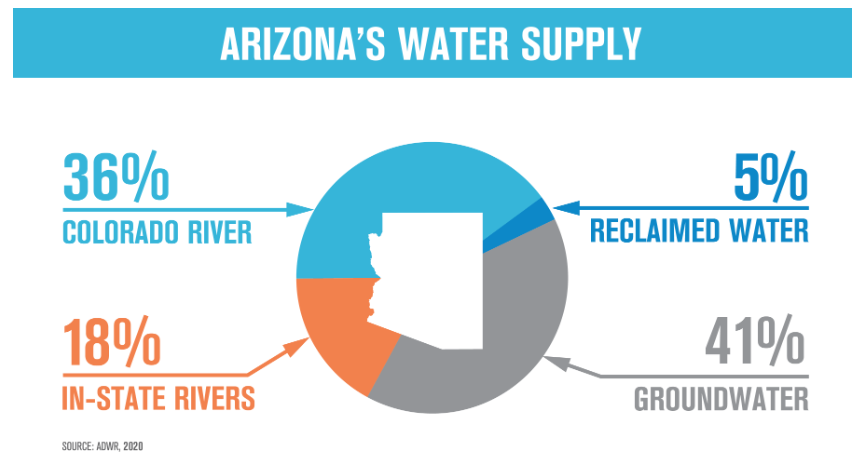 ARIZONA'S WATER SUPPLY
36%
COLORADO RIVER
5%
RECLAIMED WATER
18%
IN-STATE RIVERS
41%
GROUNDWATER
SOURCE: ADWR, 2020